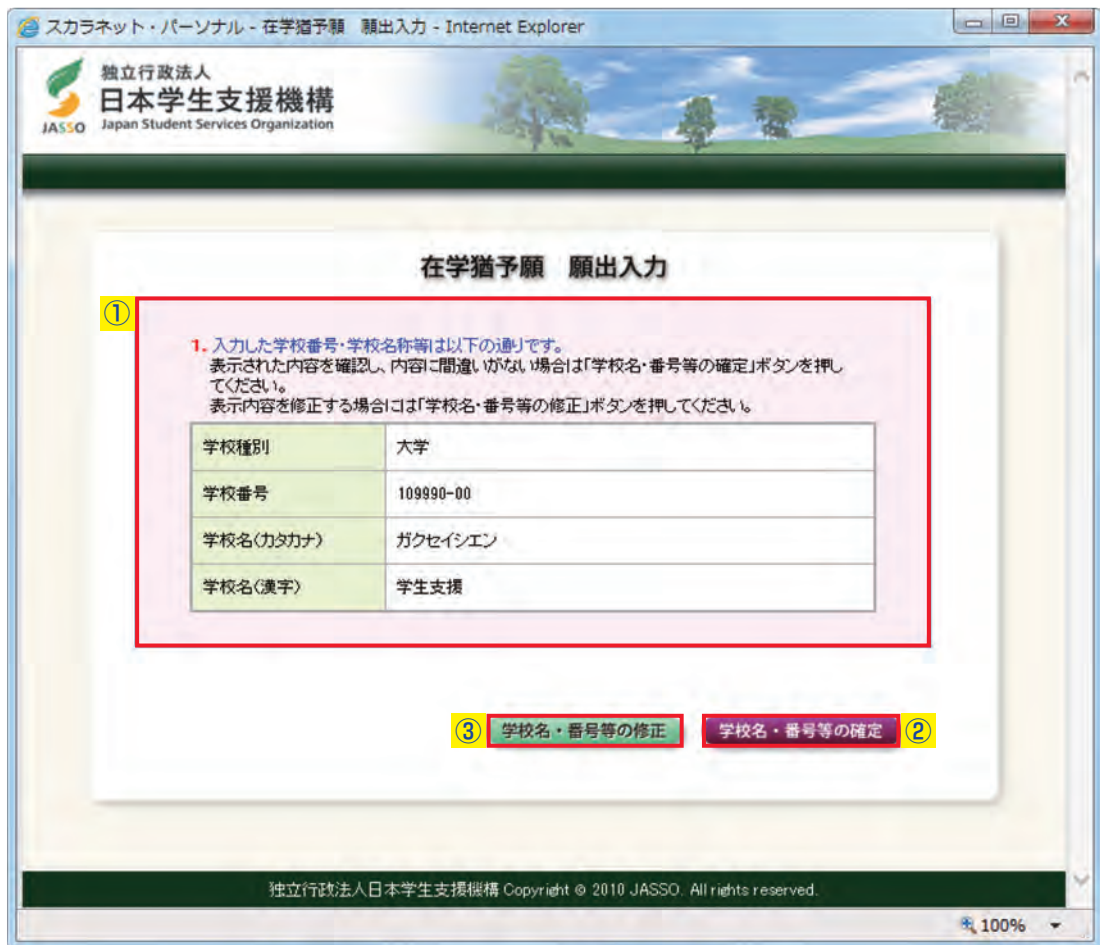 スカラネット・パーソナル - 在学猶予願　願出入力 - Internet Explorer
独立行政法人
日本学生支援機構
JASSO Japan Student Services Organization
在学猶予願　願出入力
①
1. 入力した学校番号・学校名称等は以下の通りです。
表示された内容を確認し、内容に間違いがない場合は「学校名・番号等の確定」ボタンを押し
てください。
表示内容を修正する場合には「学校名・番号等の修正」ボタンを押してください。
学校種別 大学
学校番号 109990-00
学校名(カタカナ) ガクセイシエン
学校名(漢字) 学生支援
③ 学校名・番号等の修正 学校名・番号等の確定 ②
独立行政法人日本学生支援機構 Copyright © 2010 JASSO. All rights reserved.
100%